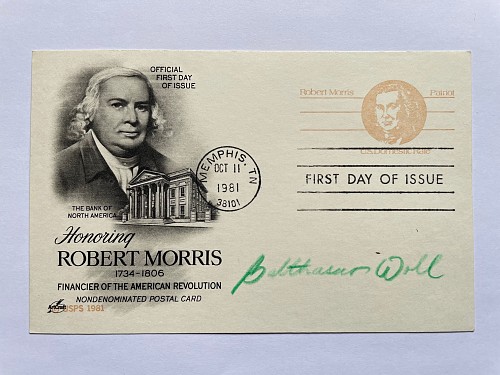 OFFICIAL
FIRST DAY
OF ISSUE
Robert Morris Patriot
U.S. Domestic Rate
MEMPHIS, TN
OCT 11
1981
38101
FIRST DAY OF ISSUE
THE BANK OF
NORTH AMERICA
Honoring
ROBERT MORRIS
1734-1806
FINANCIER OF THE AMERICAN REVOLUTION
NONDENOMINATED POSTAL CARD
USPS 1981
Balthasar Woll